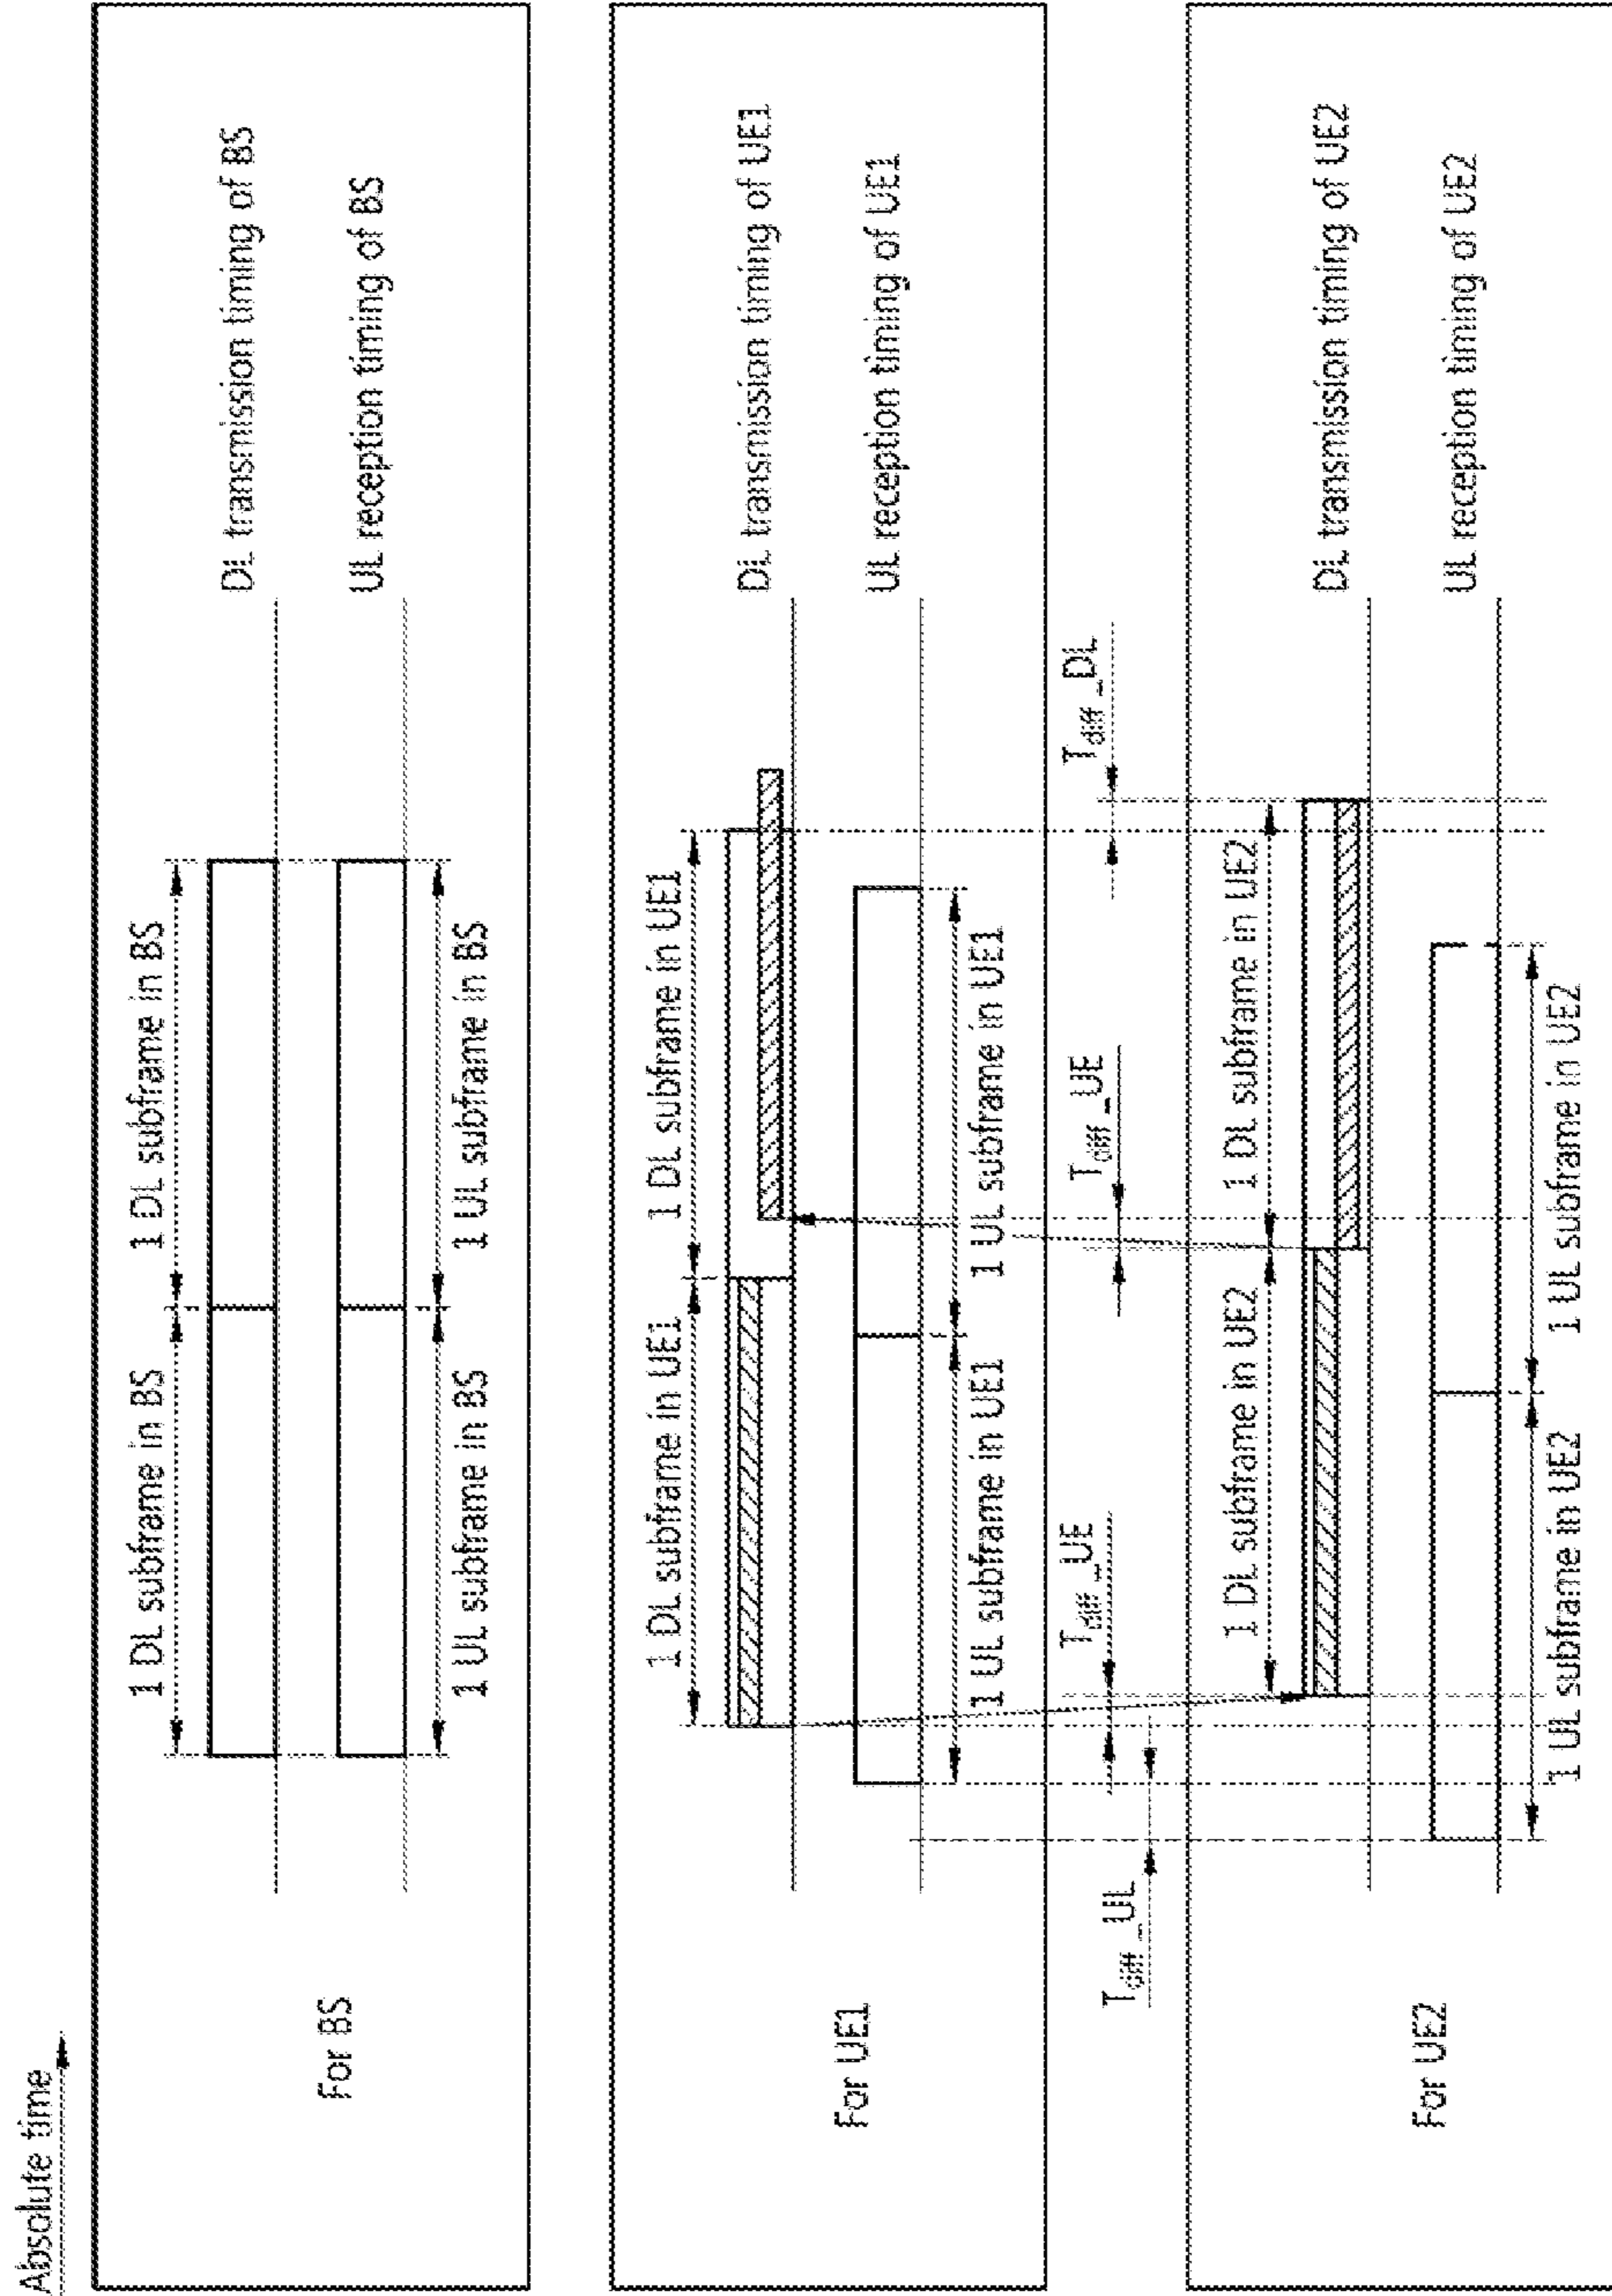 Absolute time
For BS
1 DL subframe in BS
1 DL subframe in BS
DL transmission timing of BS
UL reception timing of BS
1 UL subframe in BS
1 UL subframe in BS
For UE1
1 DL subframe in UE1
1 DL subframe in UE1
DL transmission timing of UE1
UL reception timing of UE1
1 UL subframe in UE1
1 UL subframe in UE1
Tdiff_UL
Tdiff_UE
Tdiff_UE
Tdiff_DL
For UE2
1 DL subframe in UE2
1 DL subframe in UE2
DL transmission timing of UE2
UL reception timing of UE2
1 UL subframe in UE2
1 UL subframe in UE2